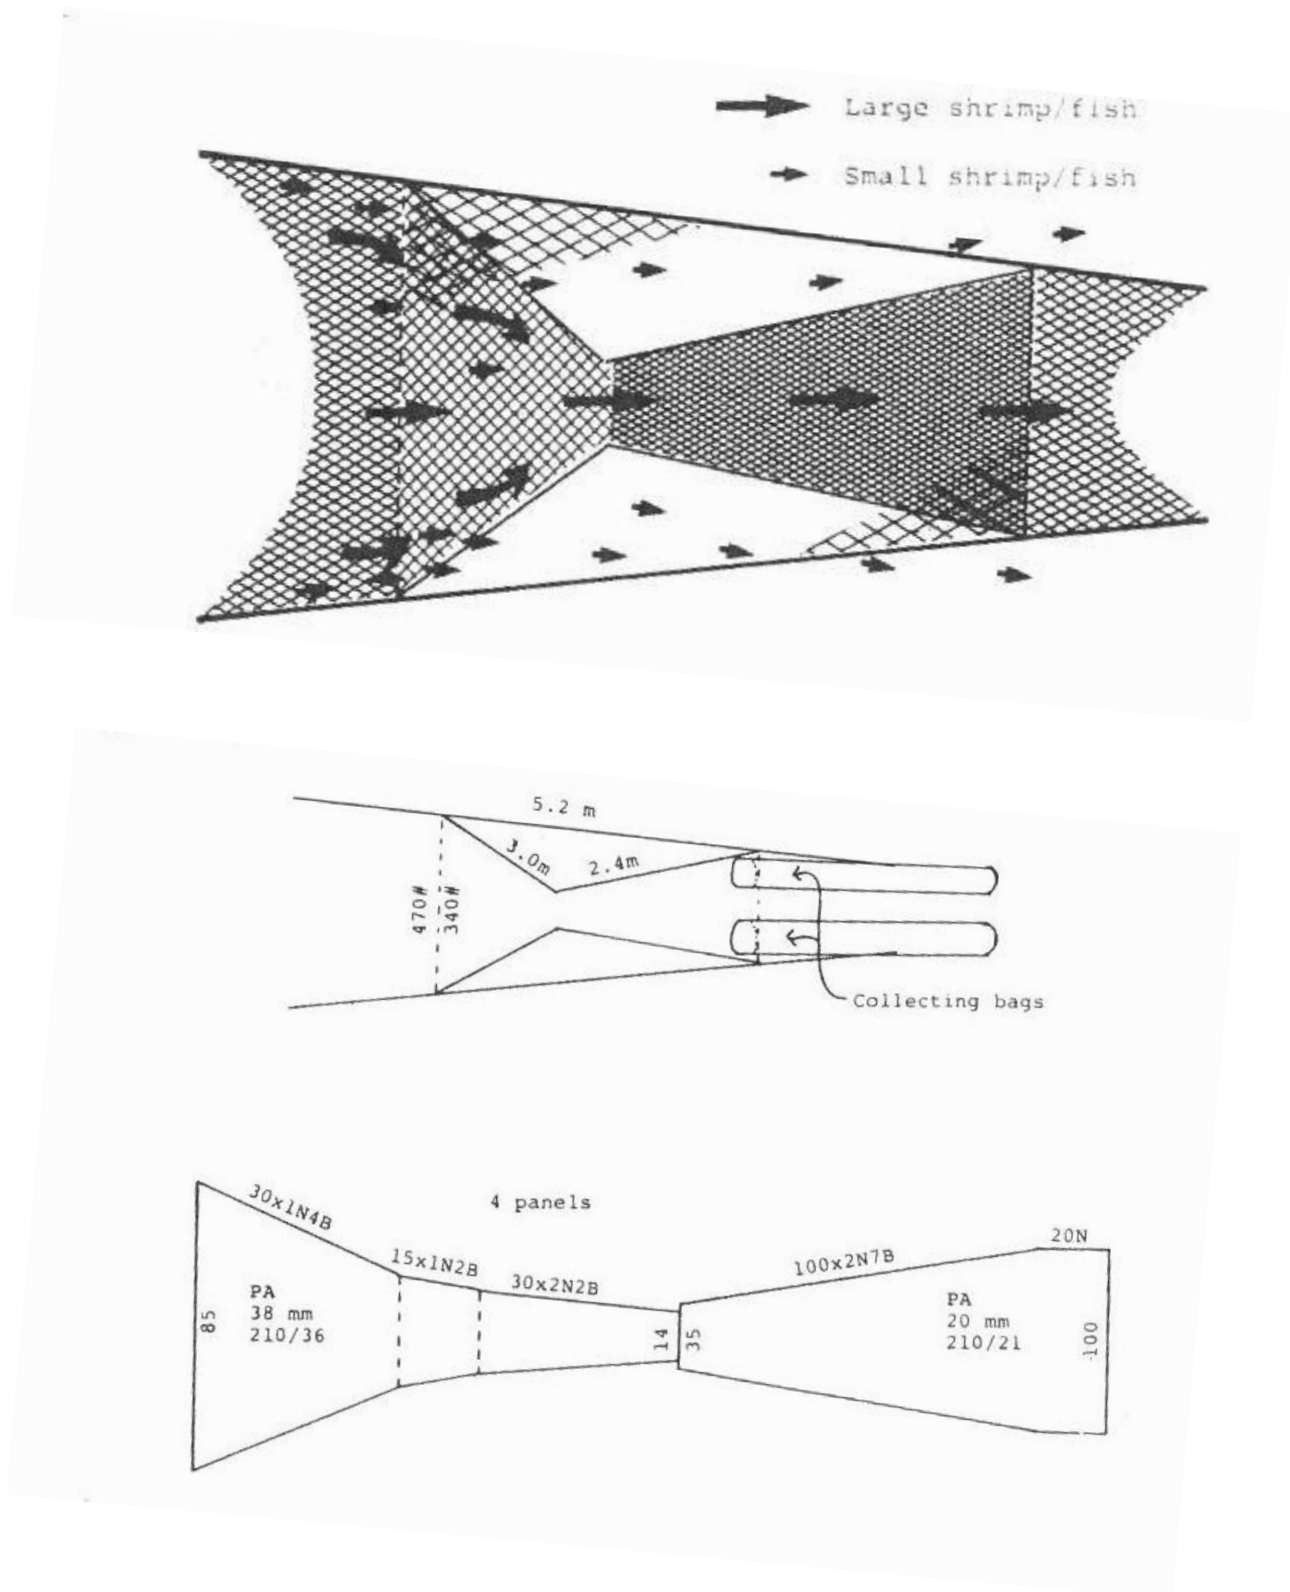 Large shrimp/fish
Small shrimp/fish
5.2 m
3.0m
2.4m
470#
340#
Collecting bags
4 panels
30x1N4B
15x1N2B
30x2N2B
100x2N7B
20N
PA
38 mm
210/36
85
14
35
PA
20 mm
210/21
100